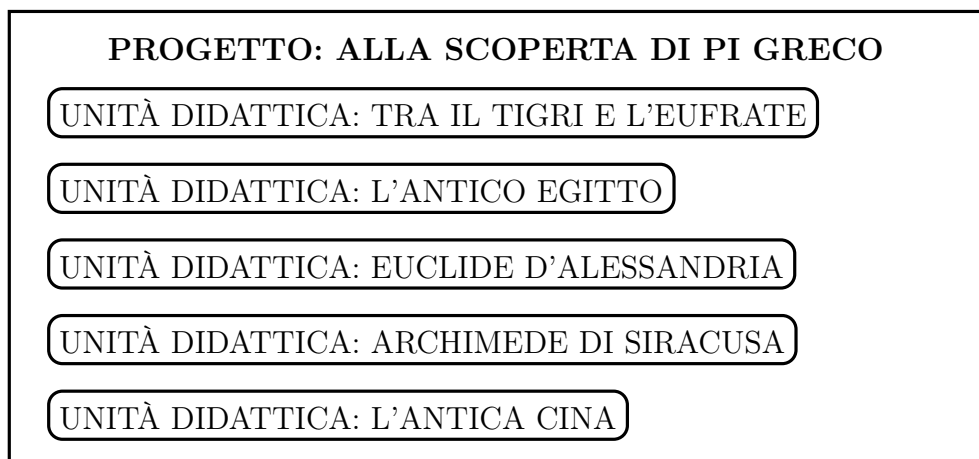 PROGETTO: ALLA SCOPERTA DI PI GRECO
UNITÀ DIDATTICA: TRA IL TIGRI E L'EUFRATE
UNITÀ DIDATTICA: L'ANTICO EGITTO
UNITÀ DIDATTICA: EUCLIDE D'ALESSANDRIA
UNITÀ DIDATTICA: ARCHIMEDE DI SIRACUSA
UNITÀ DIDATTICA: L'ANTICA CINA